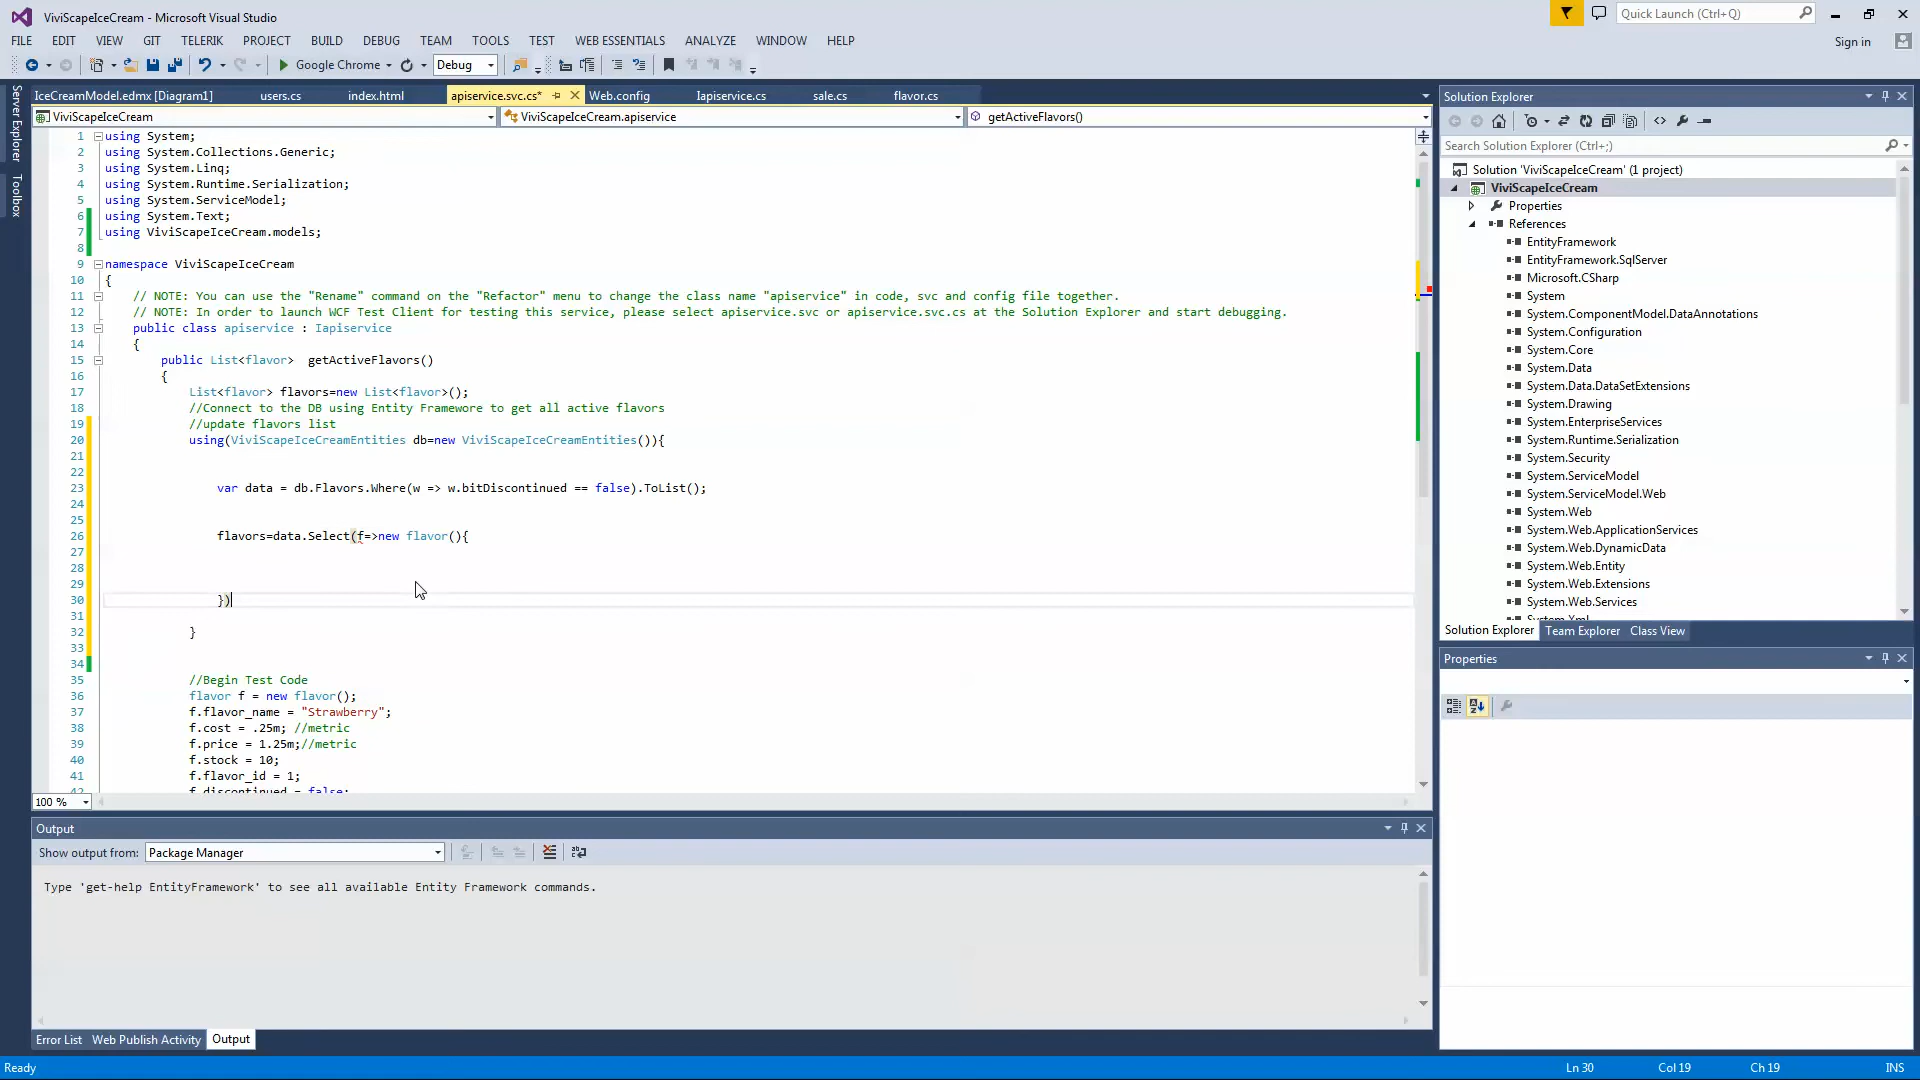 ViviScapeIceCream - Microsoft Visual Studio
Quick Launch (Ctrl+Q)
FILE EDIT VIEW GIT TELERIK PROJECT BUILD DEBUG TEAM TOOLS TEST WEB ESSENTIALS ANALYZE WINDOW HELP
Sign in
Google Chrome Debug
Server Explorer
Toolbox
IceCreamModel.edmx [Diagram1] users.cs index.html apiservice.svc.cs* Web.config Iapiservice.cs sale.cs flavor.cs
ViviScapeIceCream ViviScapeIceCream.apiservice getActiveFlavors()
1 using System;
2 using System.Collections.Generic;
3 using System.Linq;
4 using System.Runtime.Serialization;
5 using System.ServiceModel;
6 using System.Text;
7 using ViviScapeIceCream.models;
8
9 namespace ViviScapeIceCream
10 {
11 // NOTE: You can use the "Rename" command on the "Refactor" menu to change the class name "apiservice" in code, svc and config file together.
12 // NOTE: In order to launch WCF Test Client for testing this service, please select apiservice.svc or apiservice.svc.cs at the Solution Explorer and start debugging.
13 public class apiservice : Iapiservice
14 {
15 public List<flavor>  getActiveFlavors()
16 {
17 List<flavor> flavors=new List<flavor>();
18 //Connect to the DB using Entity Framewore to get all active flavors
19 //update flavors list
20 using(ViviScapeIceCreamEntities db=new ViviScapeIceCreamEntities()){
21
22
23 var data = db.Flavors.Where(w => w.bitDiscontinued == false).ToList();
24
25
26 flavors=data.Select(f=>new flavor(){
27
28
29
30 })
31
32 }
33
34
35 //Begin Test Code
36 flavor f = new flavor();
37 f.flavor_name = "Strawberry";
38 f.cost = .25m; //metric
39 f.price = 1.25m;//metric
40 f.stock = 10;
41 f.flavor_id = 1;
42 f.discontinued = false;
100 %
Output
Show output from: Package Manager
Type 'get-help EntityFramework' to see all available Entity Framework commands.
Error List Web Publish Activity Output
Solution Explorer
Search Solution Explorer (Ctrl+;)
Solution 'ViviScapeIceCream' (1 project)
ViviScapeIceCream
Properties
References
EntityFramework
EntityFramework.SqlServer
Microsoft.CSharp
System
System.ComponentModel.DataAnnotations
System.Configuration
System.Core
System.Data
System.Data.DataSetExtensions
System.Drawing
System.EnterpriseServices
System.Runtime.Serialization
System.Security
System.ServiceModel
System.ServiceModel.Web
System.Web
System.Web.ApplicationServices
System.Web.DynamicData
System.Web.Entity
System.Web.Extensions
System.Web.Services
System.Xml
Solution Explorer Team Explorer Class View
Properties
Ready Ln 30 Col 19 Ch 19 INS